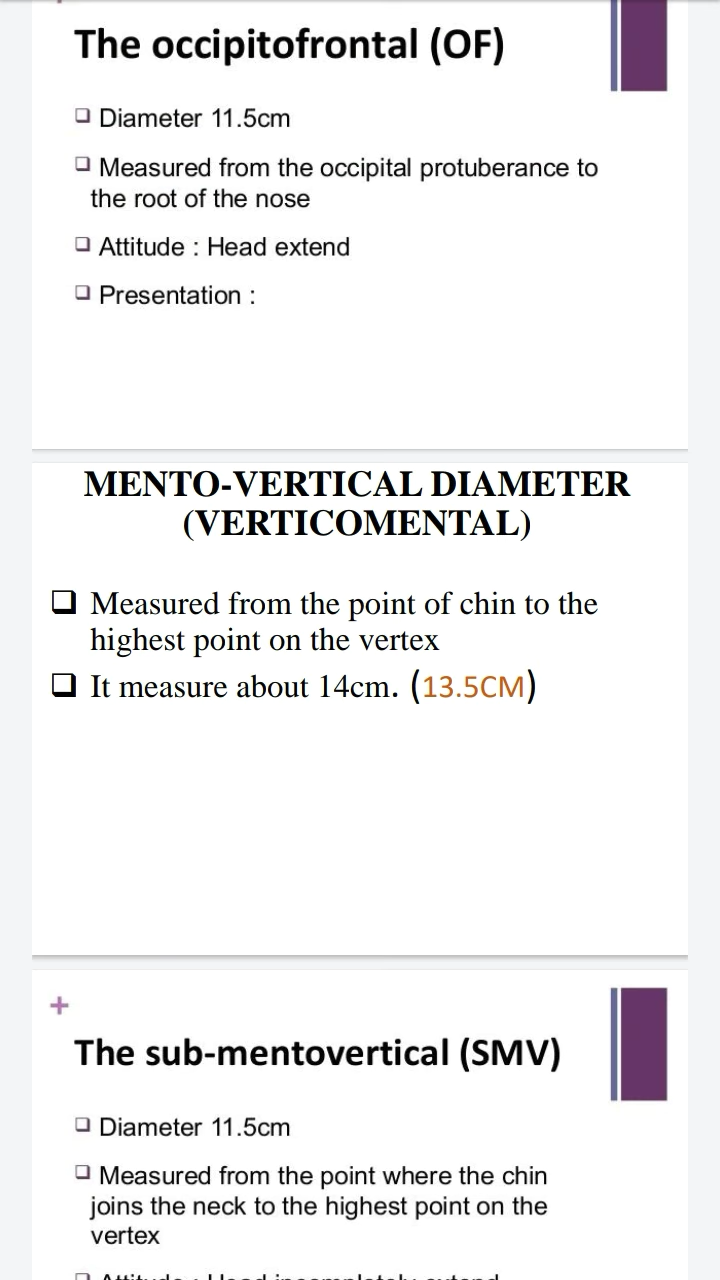 The occipitofrontal (OF)
❑ Diameter 11.5cm
❑ Measured from the occipital protuberance to
the root of the nose
❑ Attitude : Head extend
❑ Presentation :
MENTO-VERTICAL DIAMETER
(VERTICOMENTAL)
❑ Measured from the point of chin to the
highest point on the vertex
❑ It measure about 14cm. (13.5CM)
+
The sub-mentovertical (SMV)
❑ Diameter 11.5cm
❑ Measured from the point where the chin
joins the neck to the highest point on the
vertex
❑ Attitude : Head incompletely extend